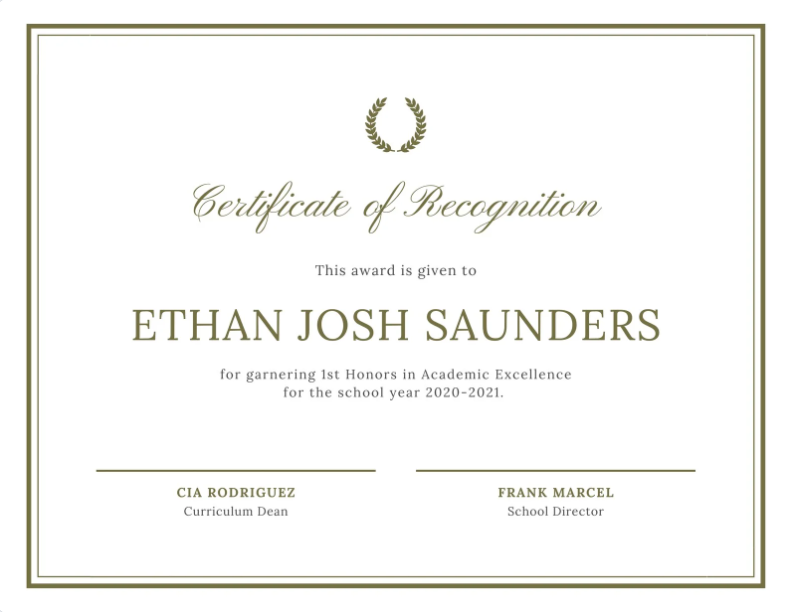 Certificate of Recognition
This award is given to
ETHAN JOSH SAUNDERS
for garnering 1st Honors in Academic Excellence
for the school year 2020-2021.
CIA RODRIGUEZ
Curriculum Dean
FRANK MARCEL
School Director